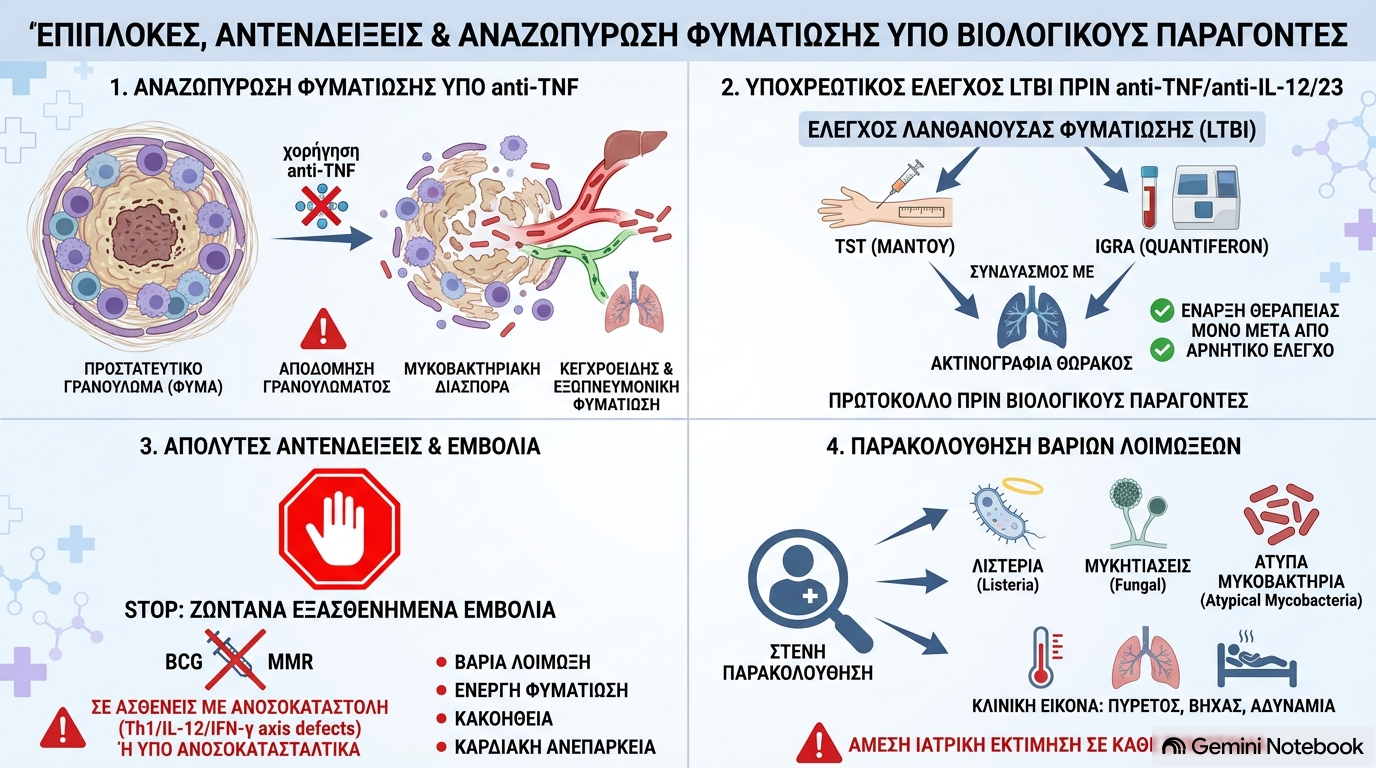 ΈΠΙΠΛΟΚΕΣ, ΑΝΤΕΝΔΕΙΞΕΙΣ & ΑΝΑΖΩΠΥΡΩΣΗ ΦΥΜΑΤΙΩΣΗΣ ΥΠΟ ΒΙΟΛΟΓΙΚΟΥΣ ΠΑΡΑΓΟΝΤΕΣ
1. ΑΝΑΖΩΠΥΡΩΣΗ ΦΥΜΑΤΙΩΣΗΣ ΥΠΟ anti-TNF
χορήγηση
anti-TNF
ΠΡΟΣΤΑΤΕΥΤΙΚΟ
ΓΡΑΝΟΥΛΩΜΑ (ΦΥΜΑ)
ΑΠΟΔΟΜΗΣΗ
ΓΡΑΝΟΥΛΩΜΑΤΟΣ
ΜΥΚΟΒΑΚΤΗΡΙΑΚΗ
ΔΙΑΣΠΟΡΑ
ΚΕΓΧΡΟΕΙΔΗΣ &
ΕΞΩΠΝΕΥΜΟΝΙΚΗ
ΦΥΜΑΤΙΩΣΗ
2. ΥΠΟΧΡΕΩΤΙΚΟΣ ΕΛΕΓΧΟΣ LTBI ΠΡΙΝ anti-TNF/anti-IL-12/23
ΕΛΕΓΧΟΣ ΛΑΝΘΑΝΟΥΣΑΣ ΦΥΜΑΤΙΩΣΗΣ (LTBI)
TST (ΜΑΝΤΟΥ)
IGRA (QUANTIFERON)
ΣΥΝΔΥΑΣΜΟΣ ΜΕ
ΑΚΤΙΝΟΓΡΑΦΙΑ ΘΩΡΑΚΟΣ
ΕΝΑΡΞΗ ΘΕΡΑΠΕΙΑΣ
ΜΟΝΟ ΜΕΤΑ ΑΠΟ
ΑΡΝΗΤΙΚΟ ΕΛΕΓΧΟ
ΠΡΩΤΟΚΟΛΛΟ ΠΡΙΝ ΒΙΟΛΟΓΙΚΟΥΣ ΠΑΡΑΓΟΝΤΕΣ
3. ΑΠΟΛΥΤΕΣ ΑΝΤΕΝΔΕΙΞΕΙΣ & ΕΜΒΟΛΙΑ
STOP: ΖΩΝΤΑΝΑ ΕΞΑΣΘΕΝΗΜΕΝΑ ΕΜΒΟΛΙΑ
BCG MMR
ΣΕ ΑΣΘΕΝΕΙΣ ΜΕ ΑΝΟΣΟΚΑΤΑΣΤΟΛΗ
(Th1/IL-12/IFN-γ axis defects)
Ή ΥΠΟ ΑΝΟΣΟΚΑΤΑΣΤΑΛΤΙΚΑ
• ΒΑΡΙΑ ΛΟΙΜΩΞΗ
• ΕΝΕΡΓΗ ΦΥΜΑΤΙΩΣΗ
• ΚΑΚΟΗΘΕΙΑ
• ΚΑΡΔΙΑΚΗ ΑΝΕΠΑΡΚΕΙΑ
4. ΠΑΡΑΚΟΛΟΥΘΗΣΗ ΒΑΡΙΩΝ ΛΟΙΜΩΞΕΩΝ
ΣΤΕΝΗ
ΠΑΡΑΚΟΛΟΥΘΗΣΗ
ΛΙΣΤΕΡΙΑ
(Listeria)
ΜΥΚΗΤΙΑΣΕΙΣ
(Fungal)
ΑΤΥΠΑ
ΜΥΚΟΒΑΚΤΗΡΙΑ
(Atypical Mycobacteria)
ΚΛΙΝΙΚΗ ΕΙΚΟΝΑ: ΠΥΡΕΤΟΣ, ΒΗΧΑΣ, ΑΔΥΝΑΜΙΑ
ΑΜΕΣΗ ΙΑΤΡΙΚΗ ΕΚΤΙΜΗΣΗ ΣΕ ΚΑΘΕ
Gemini Notebook